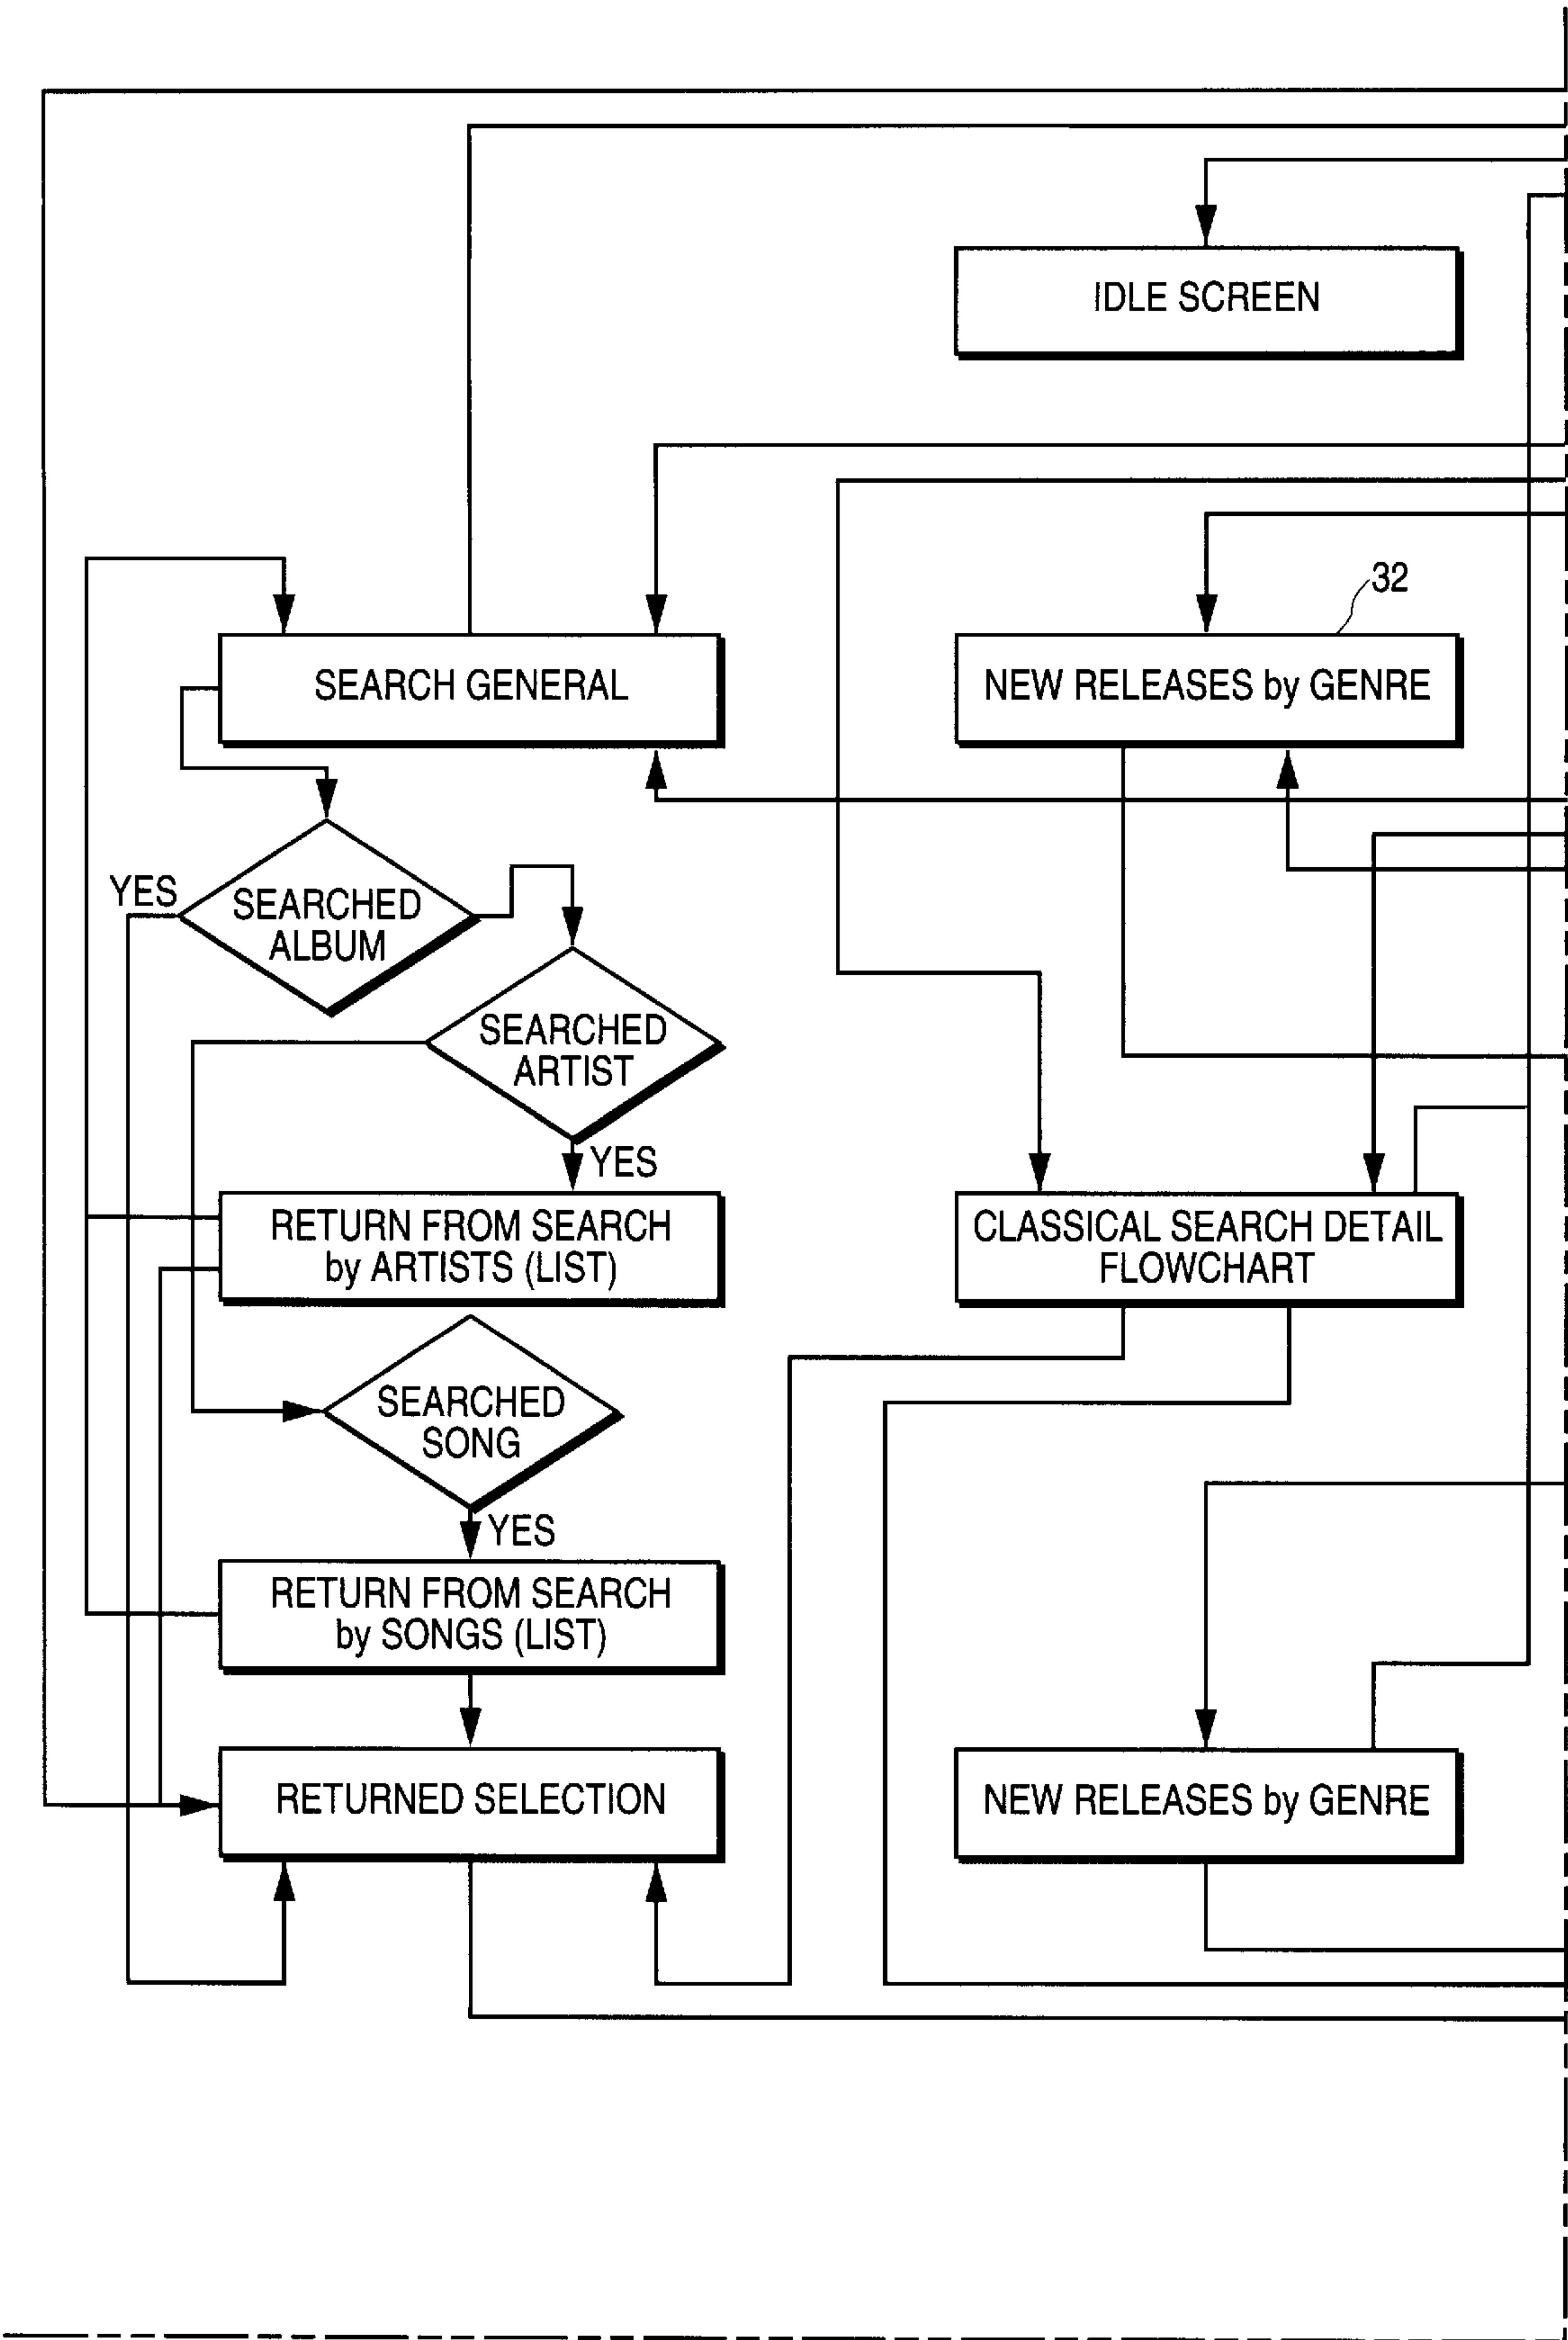 IDLE SCREEN
32
SEARCH GENERAL
NEW RELEASES by GENRE
YES
SEARCHED
ALBUM
SEARCHED
ARTIST
YES
RETURN FROM SEARCH
by ARTISTS (LIST)
CLASSICAL SEARCH DETAIL
FLOWCHART
SEARCHED
SONG
YES
RETURN FROM SEARCH
by SONGS (LIST)
RETURNED SELECTION
NEW RELEASES by GENRE